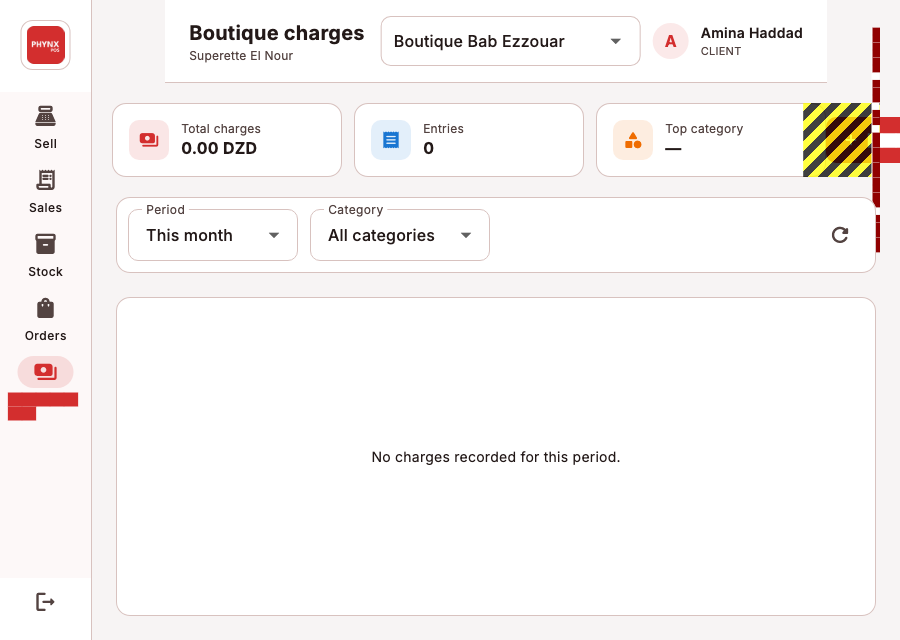 PHYNX
POS
Boutique charges
Superette El Nour
Boutique Bab Ezzouar
A
Amina Haddad
CLIENT
Sell
Sales
Stock
Orders
Total charges
0.00 DZD
Entries
0
Top category
—
Period
This month
Category
All categories
No charges recorded for this period.